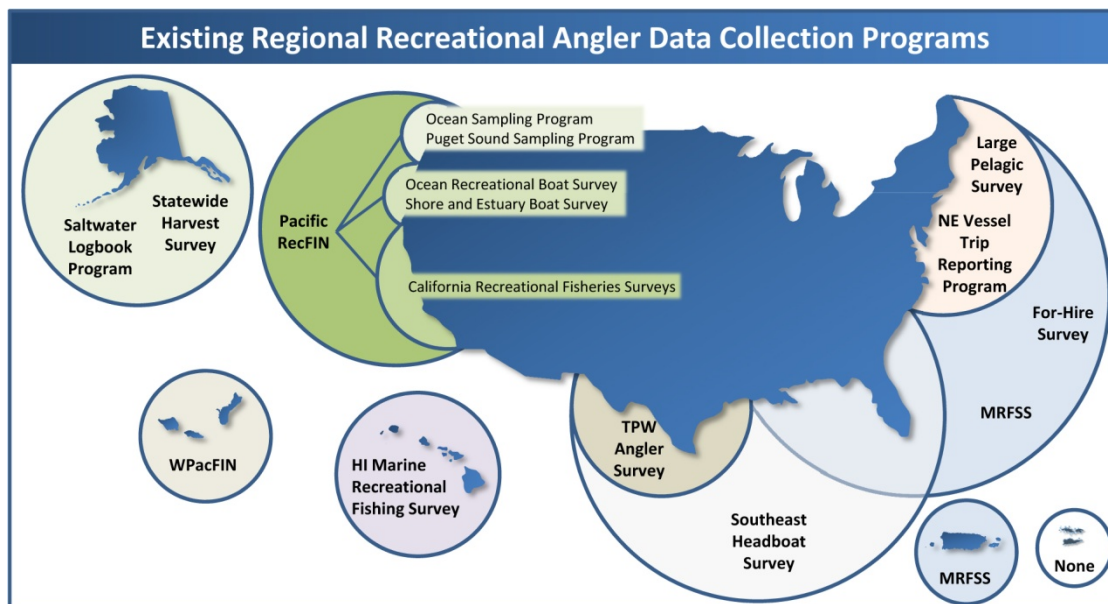 Existing Regional Recreational Angler Data Collection Programs
Saltwater
Logbook
Program
Statewide
Harvest
Survey
Pacific
RecFIN
Ocean Sampling Program
Puget Sound Sampling Program
Ocean Recreational Boat Survey
Shore and Estuary Boat Survey
California Recreational Fisheries Surveys
Large
Pelagic
Survey
NE Vessel
Trip
Reporting
Program
For-Hire
Survey
MRFSS
WPacFIN
HI Marine
Recreational
Fishing Survey
TPW
Angler
Survey
Southeast
Headboat
Survey
MRFSS
None